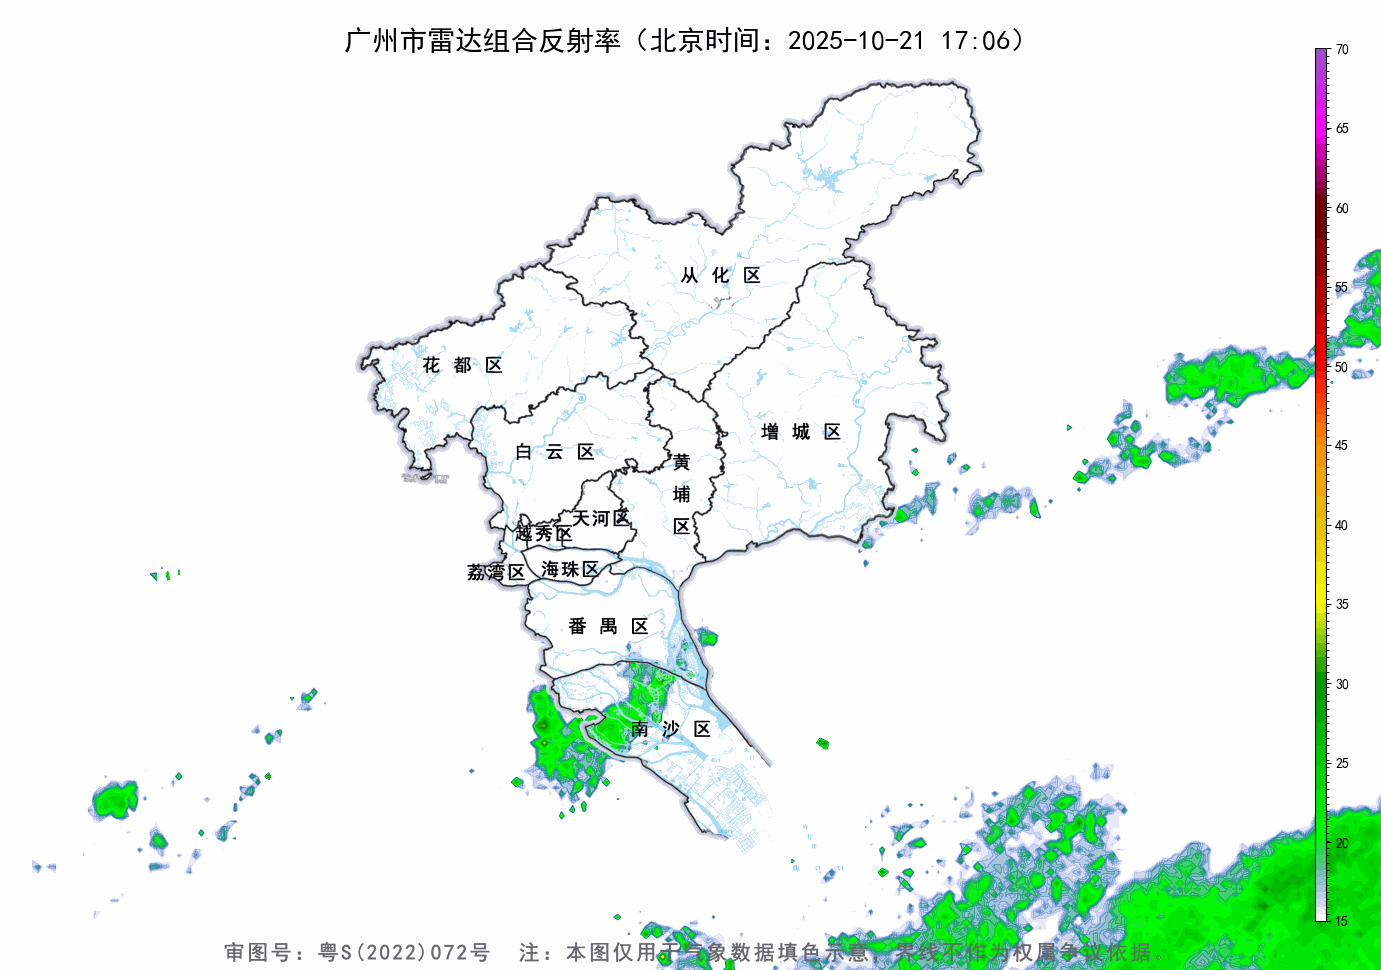 广州市雷达组合反射率（北京时间：2025-10-21 17:06）
70
65
60
55
50
45
40
35
30
25
20
15
从化区
花都区
增城区
白云区
黄埔区
天河区
越秀区
荔湾区
海珠区
番禺区
南沙区
审图号：粤S(2022)072号 注：本图仅用于气象数据填色示意，界线不作为权属争议依据。